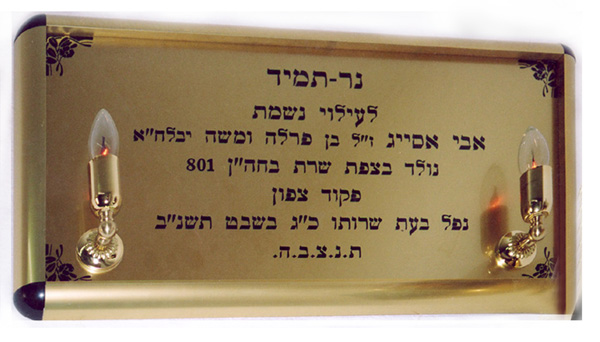 נר-תמיד
לעילוי נשמת
אבי אסייג ז"ל בן פרלה ומשה יבלח"א
נולד בצפת שרת בחה"ן 801
פקוד צפון
נפל בעת שרותו כ"ג בשבט תשנ"ב
ת.נ.צ.ב.ה.